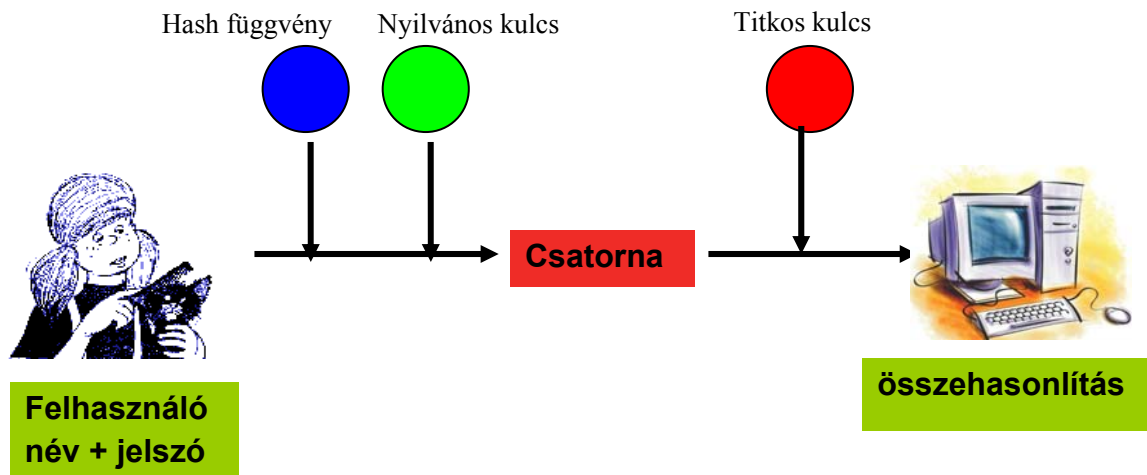 Hash függvény
Nyilvános kulcs
Titkos kulcs
Csatorna
Felhasználó
név + jelszó
összehasonlítás